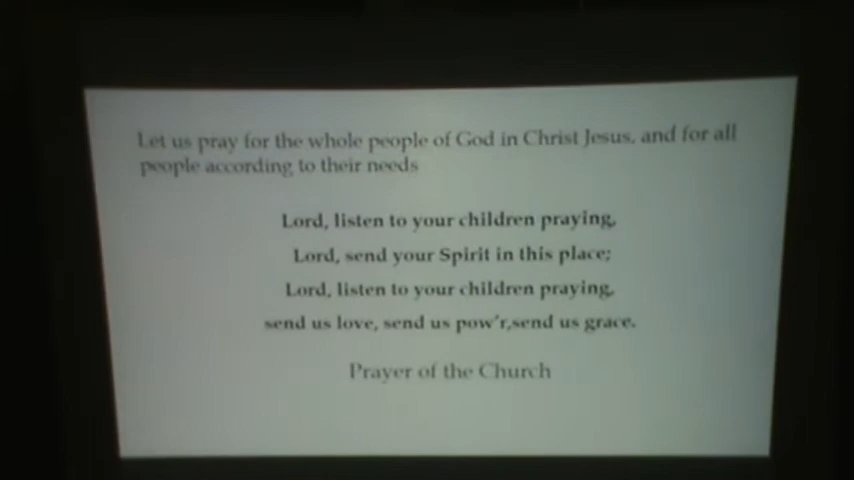 Let us pray for the whole people of God in Christ Jesus, and for all
people according to their needs
Lord, listen to your children praying,
Lord, send your Spirit in this place;
Lord, listen to your children praying,
send us love, send us pow'r,send us grace.
Prayer of the Church